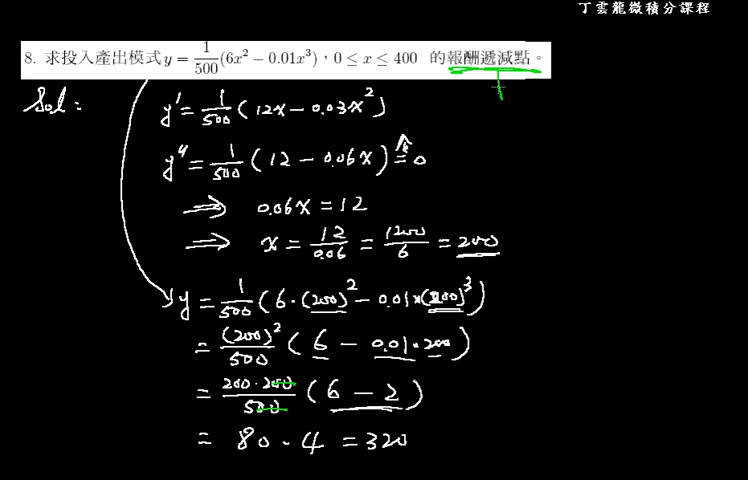 丁雲龍微積分課程
8. 求投入產出模式 y = 1/500 (6x² − 0.01x³)，0 ≤ x ≤ 400 的報酬遞減點。
Sol:
y' = 1/500 (12x − 0.03x²)
y'' = 1/500 (12 − 0.06x) 令= 0
⇒ 0.06x = 12
⇒ x = 12/0.06 = 1200/6 = 200
y = 1/500 (6·(200)² − 0.01×(200)³)
= (200)²/500 (6 − 0.01·200)
= 200·200/500 (6 − 2)
= 80·4 = 320